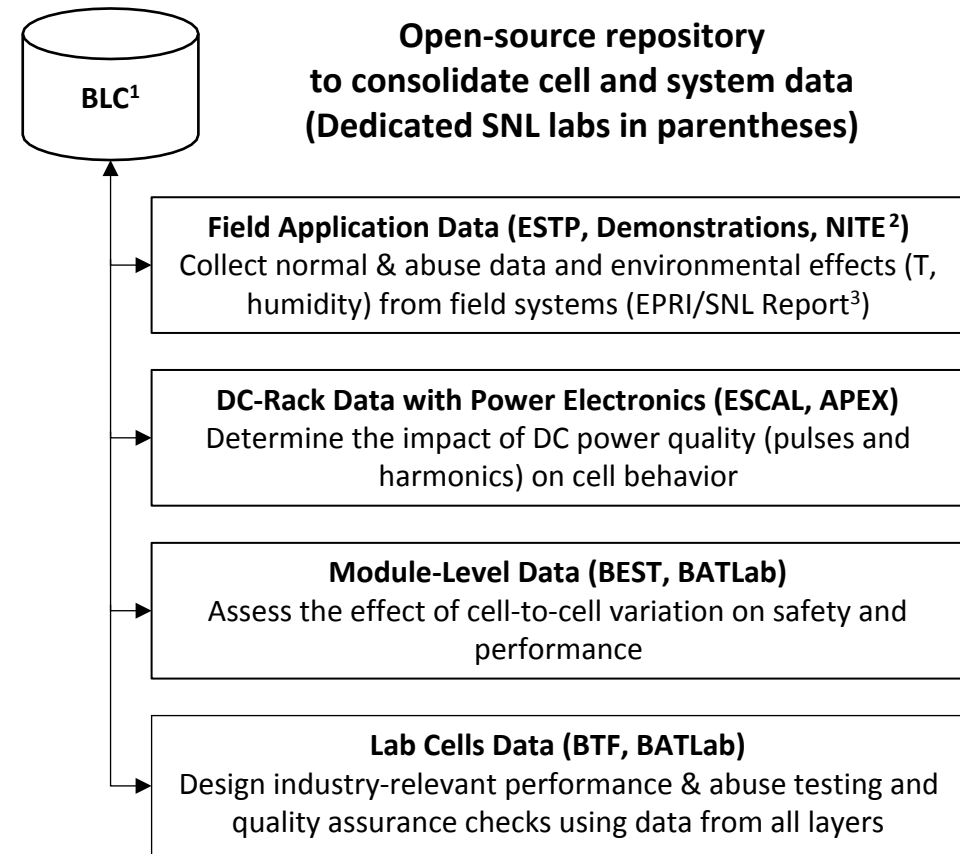 BLC¹
Open-source repository
to consolidate cell and system data
(Dedicated SNL labs in parentheses)
Field Application Data (ESTP, Demonstrations, NITE²)
Collect normal & abuse data and environmental effects (T,
humidity) from field systems (EPRI/SNL Report³)
DC-Rack Data with Power Electronics (ESCAL, APEX)
Determine the impact of DC power quality (pulses and
harmonics) on cell behavior
Module-Level Data (BEST, BATLab)
Assess the effect of cell-to-cell variation on safety and
performance
Lab Cells Data (BTF, BATLab)
Design industry-relevant performance & abuse testing and
quality assurance checks using data from all layers